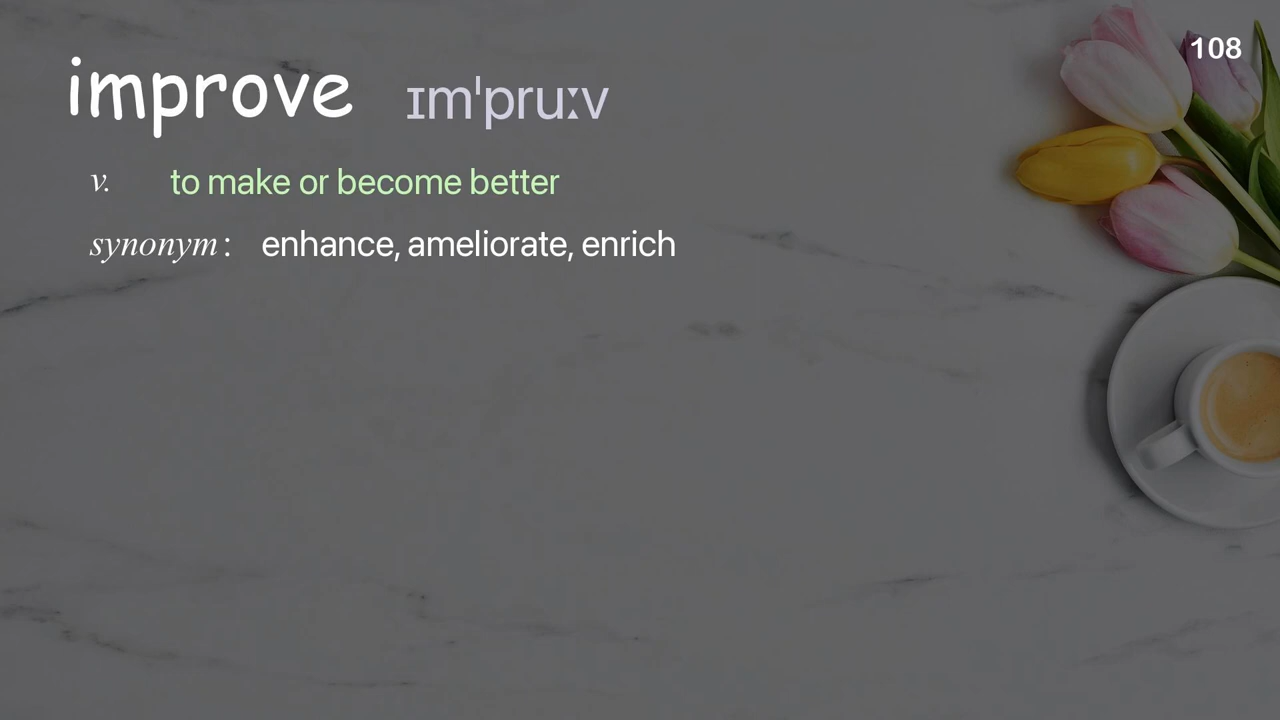 108
improve ɪmˈpruːv
v. to make or become better
synonym: enhance, ameliorate, enrich